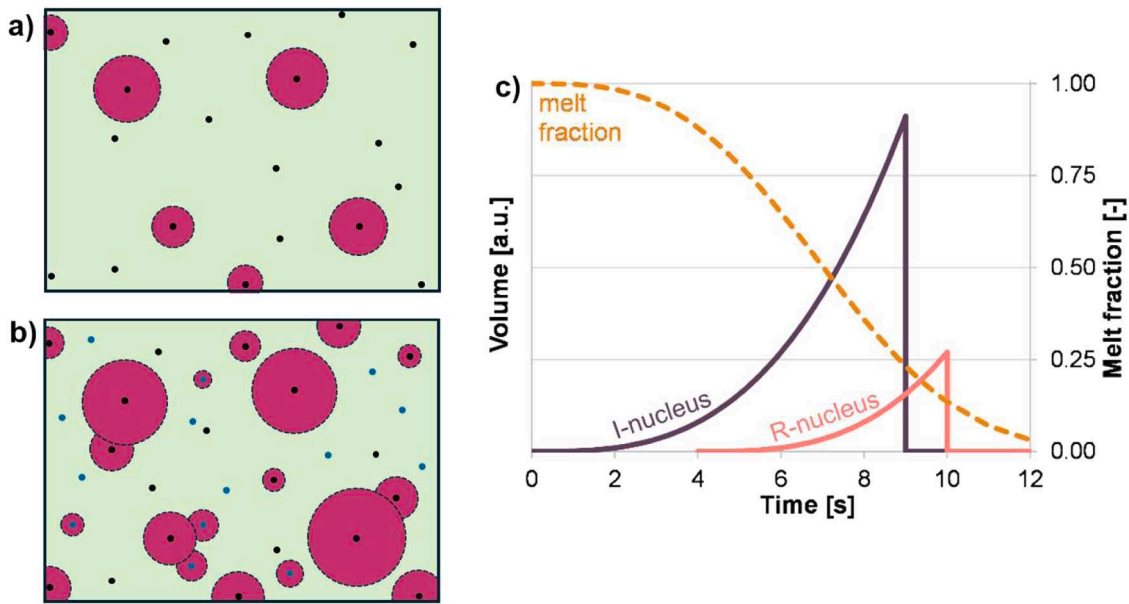 a)
b)
c)
melt
fraction
I-nucleus
R-nucleus
Volume [a.u.]
Melt fraction [-]
1.00
0.75
0.50
0.25
0.00
0 2 4 6 8 10 12
Time [s]